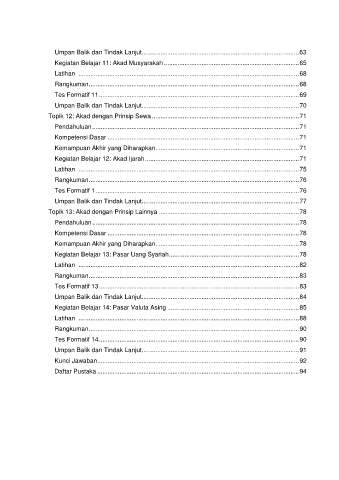 Umpan Balik dan Tindak Lanjut....................................................................................63
Kegiatan Belajar 11: Akad Musyarakah........................................................................65
Latihan ......................................................................................................................68
Rangkuman.................................................................................................................68
Tes Formatif 11...........................................................................................................69
Umpan Balik dan Tindak Lanjut....................................................................................70
Topik 12: Akad dengan Prinsip Sewa..............................................................................71
Pendahuluan...............................................................................................................71
Kompetensi Dasar ......................................................................................................71
Kemampuan Akhir yang Diharapkan............................................................................71
Kegiatan Belajar 12: Akad Ijarah..................................................................................71
Latihan ......................................................................................................................75
Rangkuman.................................................................................................................76
Tes Formatif 1.............................................................................................................76
Umpan Balik dan Tindak Lanjut....................................................................................77
Topik 13: Akad dengan Prinsip Lainnya ..........................................................................78
Pendahuluan...............................................................................................................78
Kompetensi Dasar ......................................................................................................78
Kemampuan Akhir yang Diharapkan............................................................................78
Kegiatan Belajar 13: Pasar Uang Syariah.....................................................................78
Latihan ......................................................................................................................82
Rangkuman.................................................................................................................83
Tes Formatif 13...........................................................................................................83
Umpan Balik dan Tindak Lanjut....................................................................................84
Kegiatan Belajar 14: Pasar Valuta Asing ......................................................................85
Latihan ......................................................................................................................88
Rangkuman.................................................................................................................90
Tes Formatif 14...........................................................................................................90
Umpan Balik dan Tindak Lanjut....................................................................................91
Kunci Jawaban............................................................................................................92
Daftar Pustaka............................................................................................................94